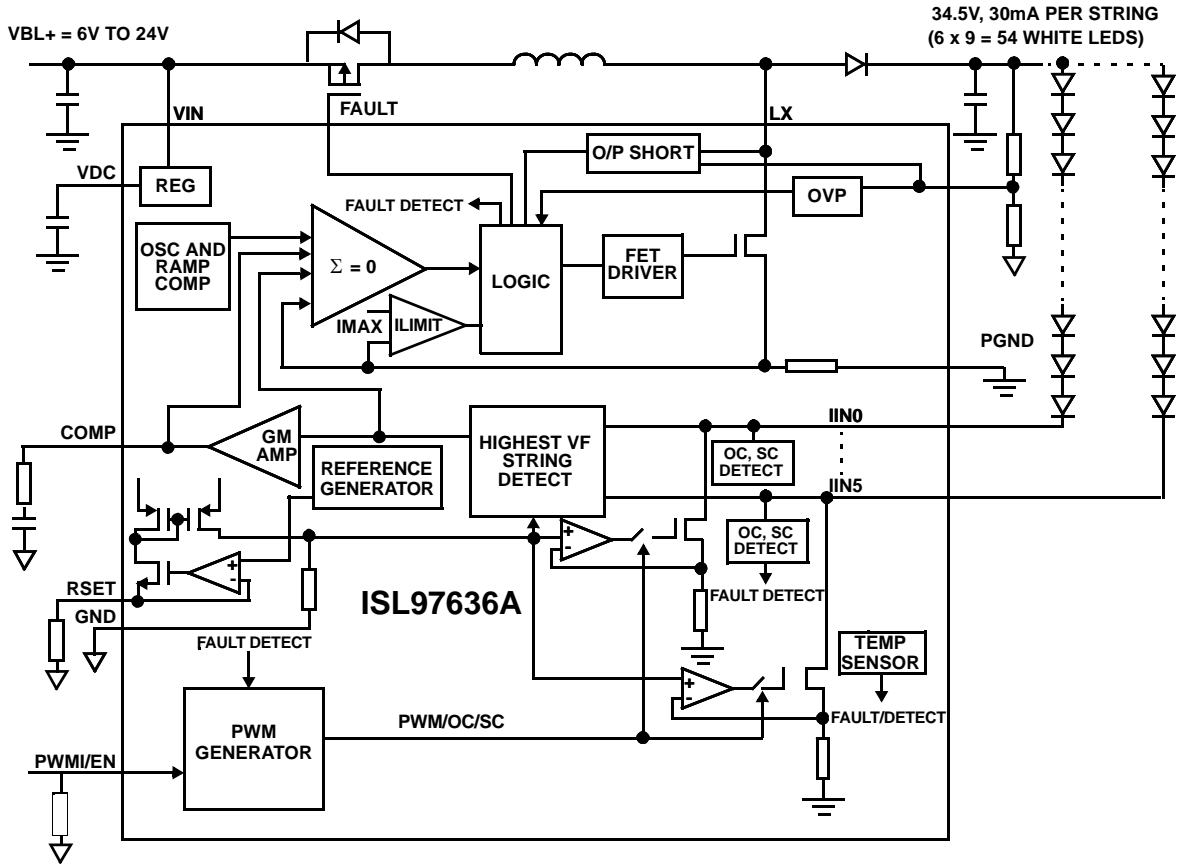 34.5V, 30mA PER STRING
(6 x 9 = 54 WHITE LEDS)
VBL+ = 6V TO 24V
FAULT
VIN
LX
O/P SHORT
VDC
REG
OVP
FAULT DETECT
OSC AND
RAMP
COMP
Σ = 0
LOGIC
FET
DRIVER
IMAX
ILIMIT
PGND
COMP
GM
AMP
HIGHEST VF
STRING
DETECT
IIN0
OC, SC
DETECT
REFERENCE
GENERATOR
IIN5
+
-
OC, SC
DETECT
+
-
RSET
FAULT DETECT
GND
ISL97636A
FAULT DETECT
TEMP
SENSOR
+
-
FAULT/DETECT
PWM/OC/SC
PWM
GENERATOR
PWMI/EN